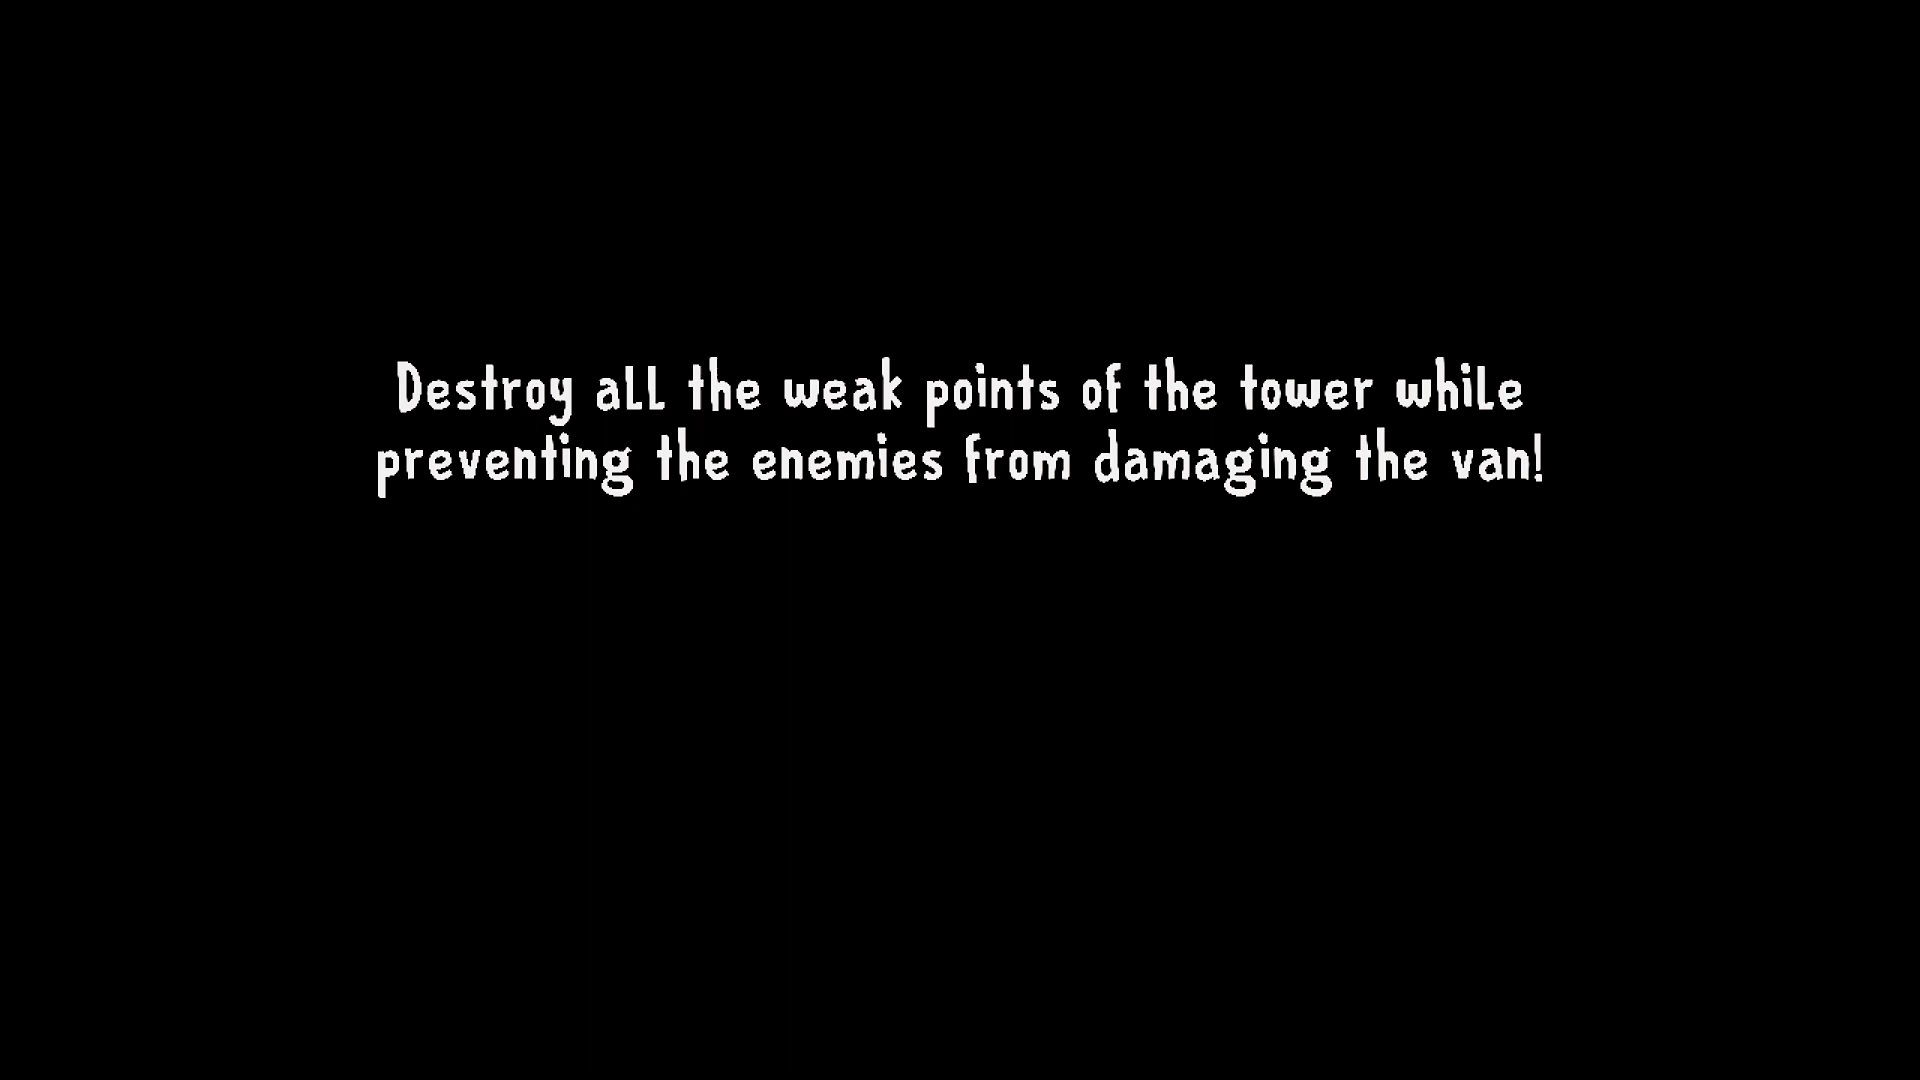 Destroy all the weak points of the tower while
preventing the enemies from damaging the van!